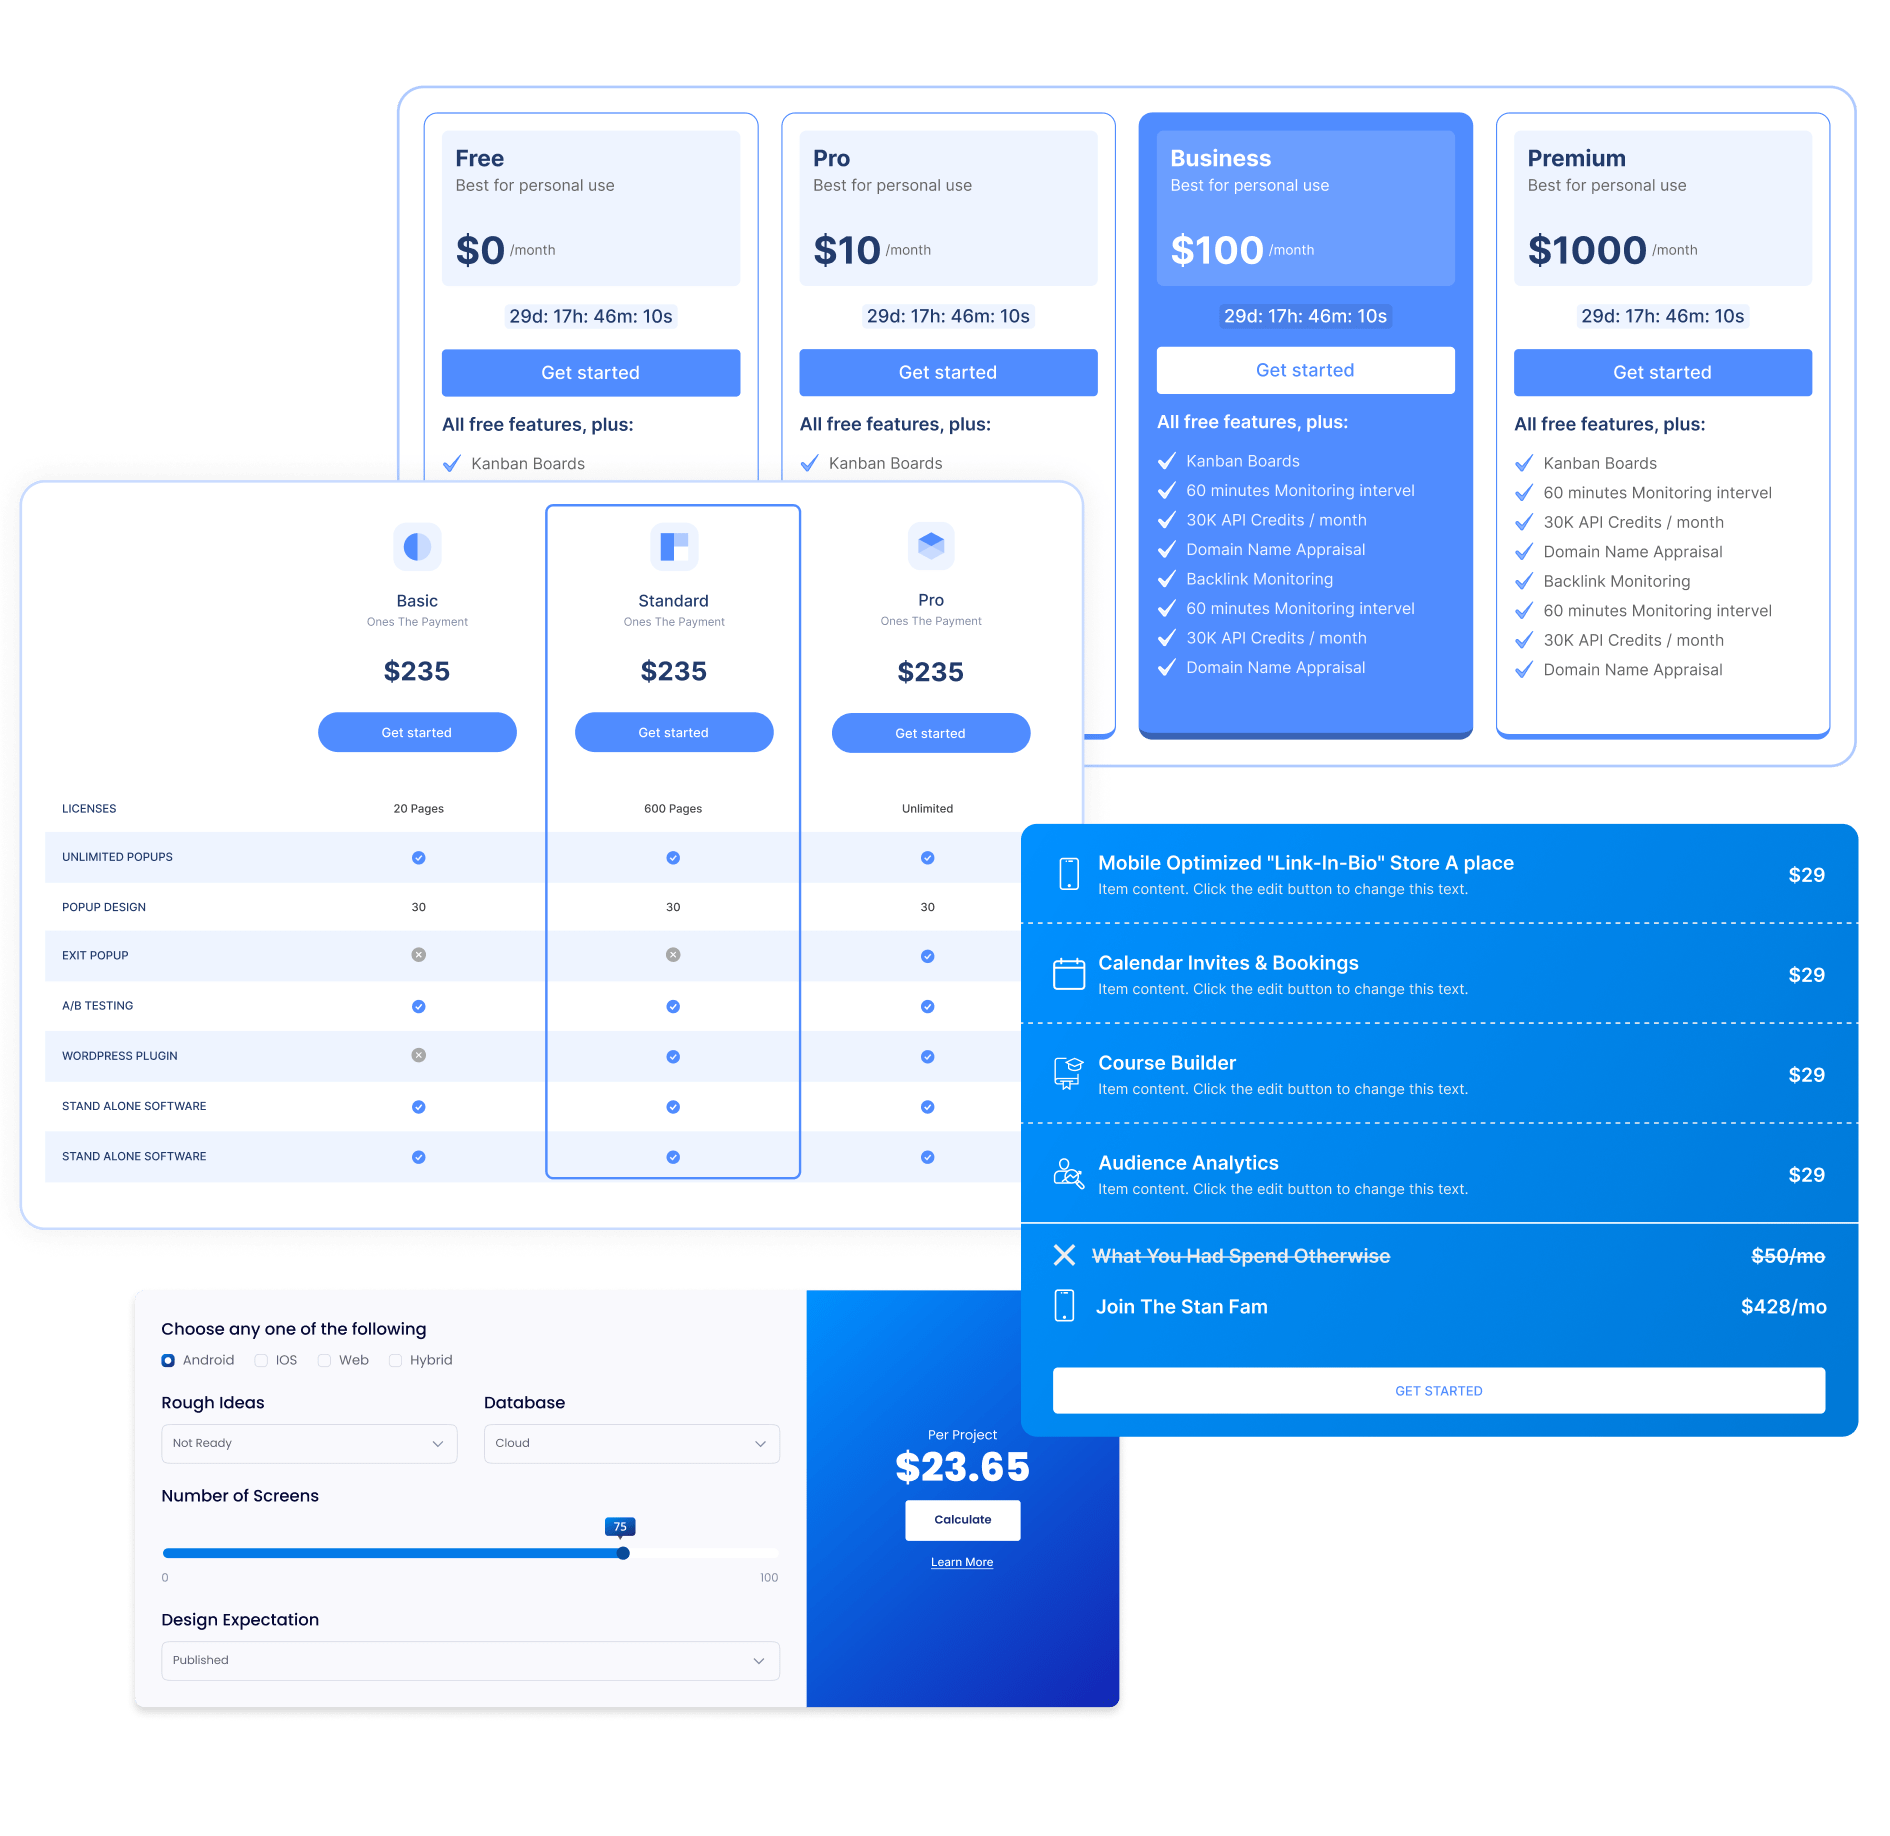 Free
Best for personal use
$0 /month
29d: 17h: 46m: 10s
Get started
All free features, plus:
Kanban Boards
Pro
Best for personal use
$10 /month
29d: 17h: 46m: 10s
Get started
All free features, plus:
Kanban Boards
Business
Best for personal use
$100 /month
29d: 17h: 46m: 10s
Get started
All free features, plus:
Kanban Boards
60 minutes Monitoring intervel
30K API Credits / month
Domain Name Appraisal
Backlink Monitoring
60 minutes Monitoring intervel
30K API Credits / month
Domain Name Appraisal
Premium
Best for personal use
$1000 /month
29d: 17h: 46m: 10s
Get started
All free features, plus:
Kanban Boards
60 minutes Monitoring intervel
30K API Credits / month
Domain Name Appraisal
Backlink Monitoring
60 minutes Monitoring intervel
30K API Credits / month
Domain Name Appraisal
Basic
Ones The Payment
$235
Get started
Standard
Ones The Payment
$235
Get started
Pro
Ones The Payment
$235
Get started
LICENSES 20 Pages 600 Pages Unlimited
UNLIMITED POPUPS
POPUP DESIGN 30 30 30
EXIT POPUP
A/B TESTING
WORDPRESS PLUGIN
STAND ALONE SOFTWARE
STAND ALONE SOFTWARE
Mobile Optimized "Link-In-Bio" Store A place
Item content. Click the edit button to change this text.
$29
Calendar Invites & Bookings
Item content. Click the edit button to change this text.
$29
Course Builder
Item content. Click the edit button to change this text.
$29
Audience Analytics
Item content. Click the edit button to change this text.
$29
What You Had Spend Otherwise $50/mo
Join The Stan Fam $428/mo
GET STARTED
Choose any one of the following
Android IOS Web Hybrid
Rough Ideas
Not Ready
Database
Cloud
Number of Screens
75
0 100
Design Expectation
Published
Per Project
$23.65
Calculate
Learn More